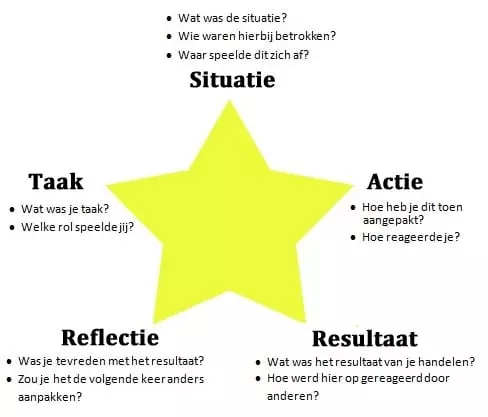 • Wat was de situatie?
• Wie waren hierbij betrokken?
• Waar speelde dit zich af?
Situatie
Taak
• Wat was je taak?
• Welke rol speelde jij?
Actie
• Hoe heb je dit toen
aangepakt?
• Hoe reageerde je?
Reflectie
• Was je tevreden met het resultaat?
• Zou je het de volgende keer anders
aanpakken?
Resultaat
• Wat was het resultaat van je handelen?
• Hoe werd hier op gereageerd door
anderen?